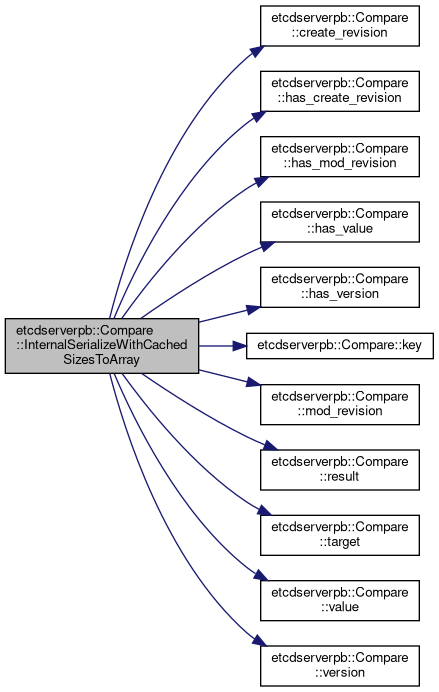 etcdserverpb::Compare
::create_revision
etcdserverpb::Compare
::has_create_revision
etcdserverpb::Compare
::has_mod_revision
etcdserverpb::Compare
::has_value
etcdserverpb::Compare
::has_version
etcdserverpb::Compare
::InternalSerializeWithCached
SizesToArray
etcdserverpb::Compare::key
etcdserverpb::Compare
::mod_revision
etcdserverpb::Compare
::result
etcdserverpb::Compare
::target
etcdserverpb::Compare
::value
etcdserverpb::Compare
::version